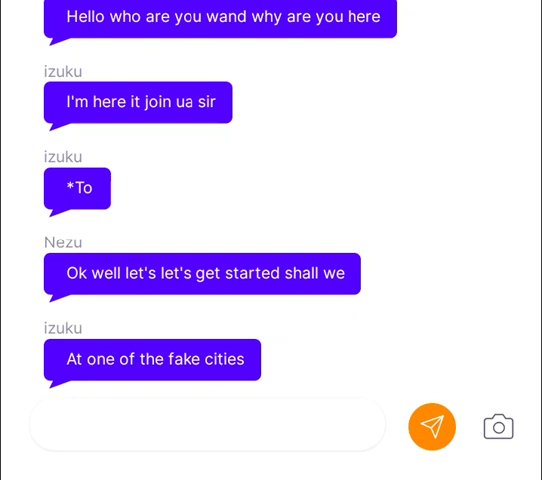 Hello who are you wand why are you here
izuku
I'm here it join ua sir
izuku
*To
Nezu
Ok well let's let's get started shall we
izuku
At one of the fake cities